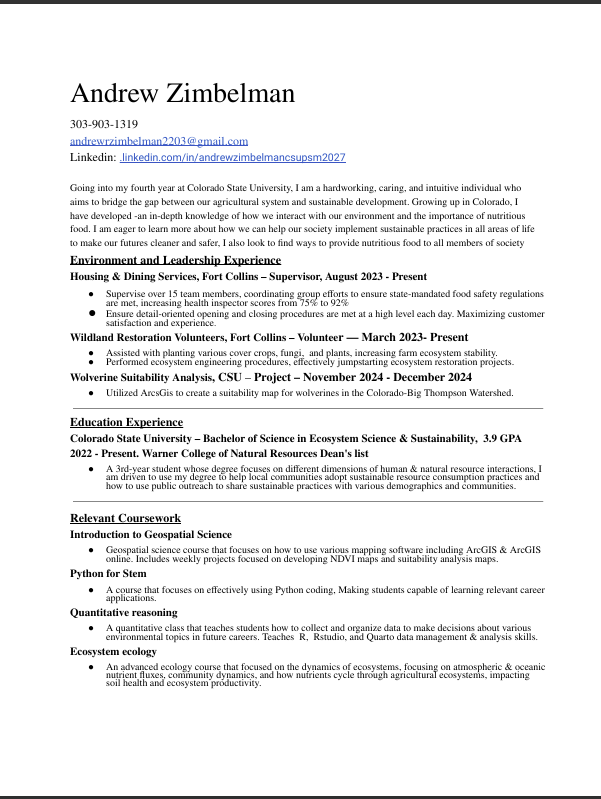 Andrew Zimbelman
303-903-1319
andrewrzimbelman2203@gmail.com
Linkedin: .linkedin.com/in/andrewzimbelmancsupsm2027
Going into my fourth year at Colorado State University, I am a hardworking, caring, and intuitive individual who
aims to bridge the gap between our agricultural system and sustainable development. Growing up in Colorado, I
have developed -an in-depth knowledge of how we interact with our environment and the importance of nutritious
food. I am eager to learn more about how we can help our society implement sustainable practices in all areas of life
to make our futures cleaner and safer, I also look to find ways to provide nutritious food to all members of society
Environment and Leadership Experience
Housing & Dining Services, Fort Collins – Supervisor, August 2023 - Present
● Supervise over 15 team members, coordinating group efforts to ensure state-mandated food safety regulations
are met, increasing health inspector scores from 75% to 92%
● Ensure detail-oriented opening and closing procedures are met at a high level each day. Maximizing customer
satisfaction and experience.
Wildland Restoration Volunteers, Fort Collins – Volunteer — March 2023- Present
● Assisted with planting various cover crops, fungi, and plants, increasing farm ecosystem stability.
● Performed ecosystem engineering procedures, effectively jumpstarting ecosystem restoration projects.
Wolverine Suitability Analysis, CSU – Project – November 2024 - December 2024
● Utilized ArcsGis to create a suitability map for wolverines in the Colorado-Big Thompson Watershed.
Education Experience
Colorado State University – Bachelor of Science in Ecosystem Science & Sustainability, 3.9 GPA
2022 - Present. Warner College of Natural Resources Dean's list
● A 3rd-year student whose degree focuses on different dimensions of human & natural resource interactions, I
am driven to use my degree to help local communities adopt sustainable resource consumption practices and
how to use public outreach to share sustainable practices with various demographics and communities.
Relevant Coursework
Introduction to Geospatial Science
● Geospatial science course that focuses on how to use various mapping software including ArcGIS & ArcGIS
online. Includes weekly projects focused on developing NDVI maps and suitability analysis maps.
Python for Stem
● A course that focuses on effectively using Python coding, Making students capable of learning relevant career
applications.
Quantitative reasoning
● A quantitative class that teaches students how to collect and organize data to make decisions about various
environmental topics in future careers. Teaches R, Rstudio, and Quarto data management & analysis skills.
Ecosystem ecology
● An advanced ecology course that focused on the dynamics of ecosystems, focusing on atmospheric & oceanic
nutrient fluxes, community dynamics, and how nutrients cycle through agricultural ecosystems, impacting
soil health and ecosystem productivity.